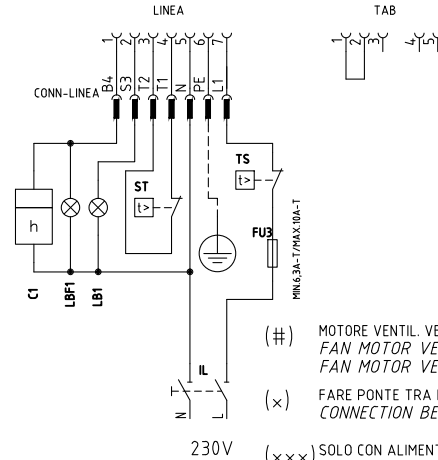 LINEA
TAB
1 2 3 4 5 6 7
1 2 3 4 5
B4 S3 T2 T1 N PE L1
CONN-LINEA
TS
t>
ST
t>
h
FU3
MIN.6,3A-T/MAX.10A-T
C1 LBF1 LB1
IL
N L
230V
(#) MOTORE VENTIL. VE
FAN MOTOR VE
FAN MOTOR VE
(x) FARE PONTE TRA
CONNECTION BE
(xxx) SOLO CON ALIMENT